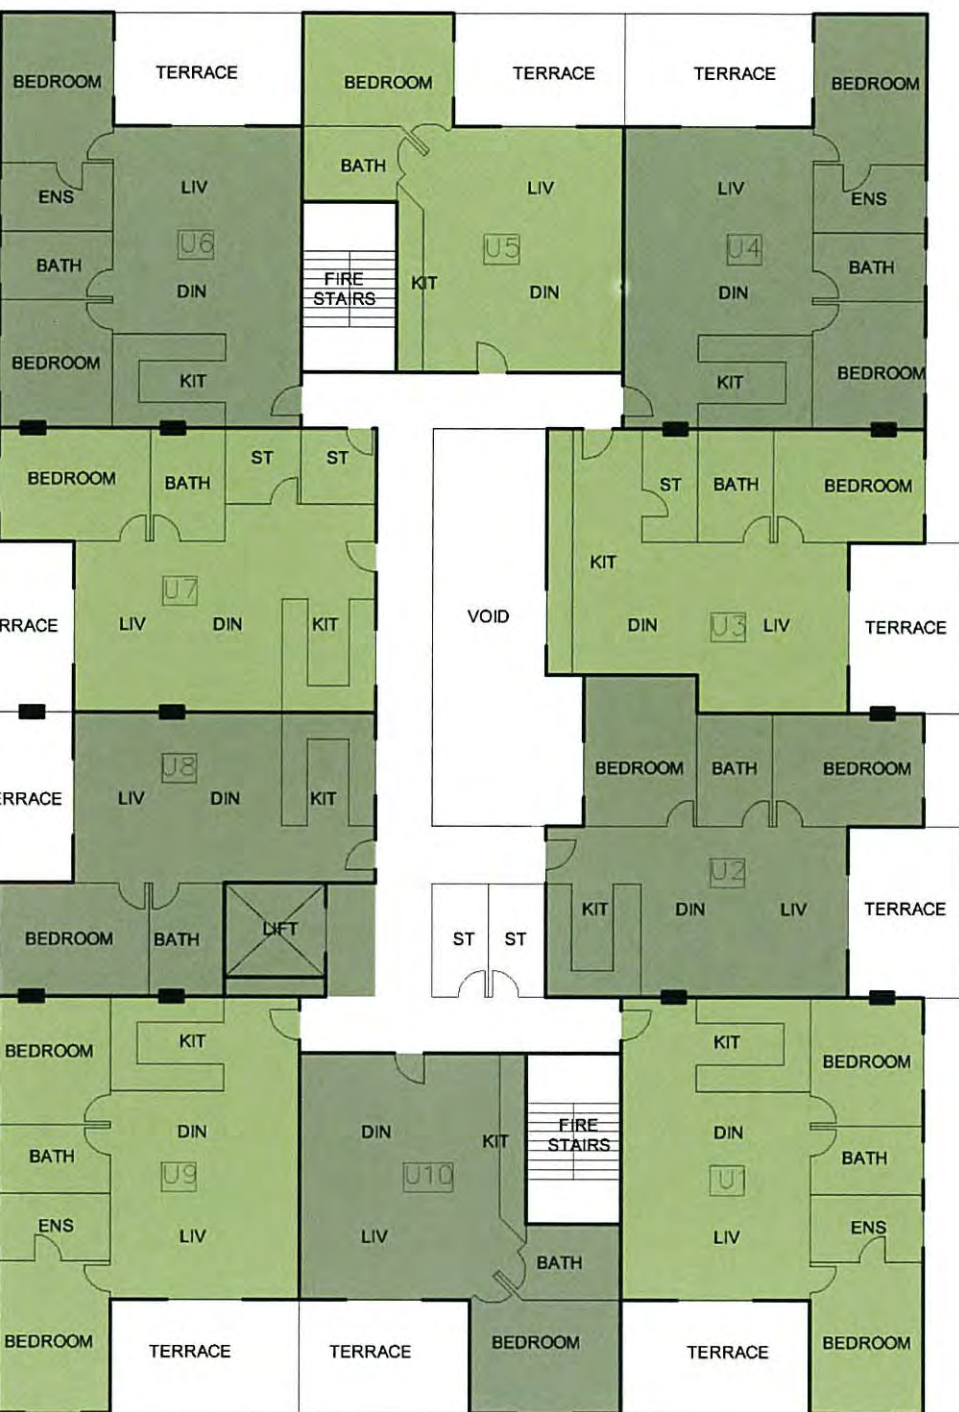 BEDROOM TERRACE BEDROOM TERRACE TERRACE BEDROOM
BATH
ENS LIV LIV LIV ENS
U6 U5 U4
BATH BATH
DIN FIRE STAIRS KIT DIN DIN
BEDROOM KIT KIT BEDROOM
BEDROOM BATH ST ST ST BATH BEDROOM
KIT
U7
RRACE LIV DIN KIT VOID DIN U3 LIV TERRACE
U8 BEDROOM BATH BEDROOM
ERRACE LIV DIN KIT
U2
KIT DIN LIV TERRACE
BEDROOM BATH LIFT ST ST
BEDROOM KIT KIT BEDROOM
DIN DIN KIT FIRE STAIRS DIN
BATH BATH
U9 U10 U1
ENS LIV LIV LIV ENS
BATH
BEDROOM TERRACE TERRACE BEDROOM TERRACE BEDROOM